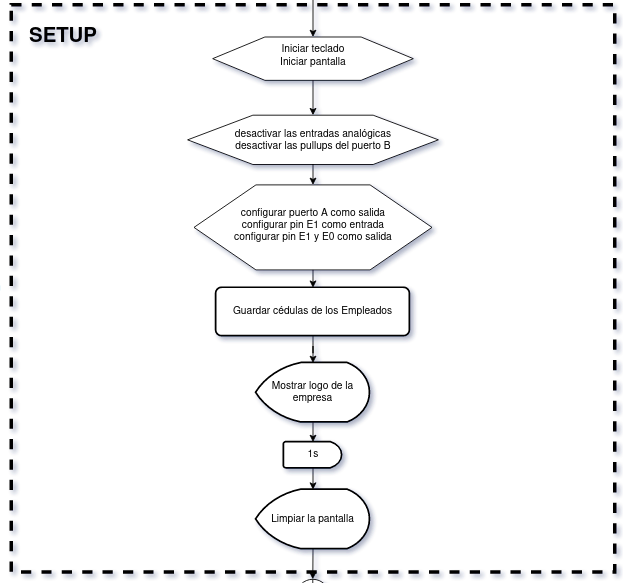 SETUP
Iniciar teclado
Iniciar pantalla
desactivar las entradas analógicas
desactivar las pullups del puerto B
configurar puerto A como salida
configurar pin E1 como entrada
configurar pin E1 y E0 como salida
Guardar cédulas de los Empleados
Mostrar logo de la
empresa
1s
Limpiar la pantalla